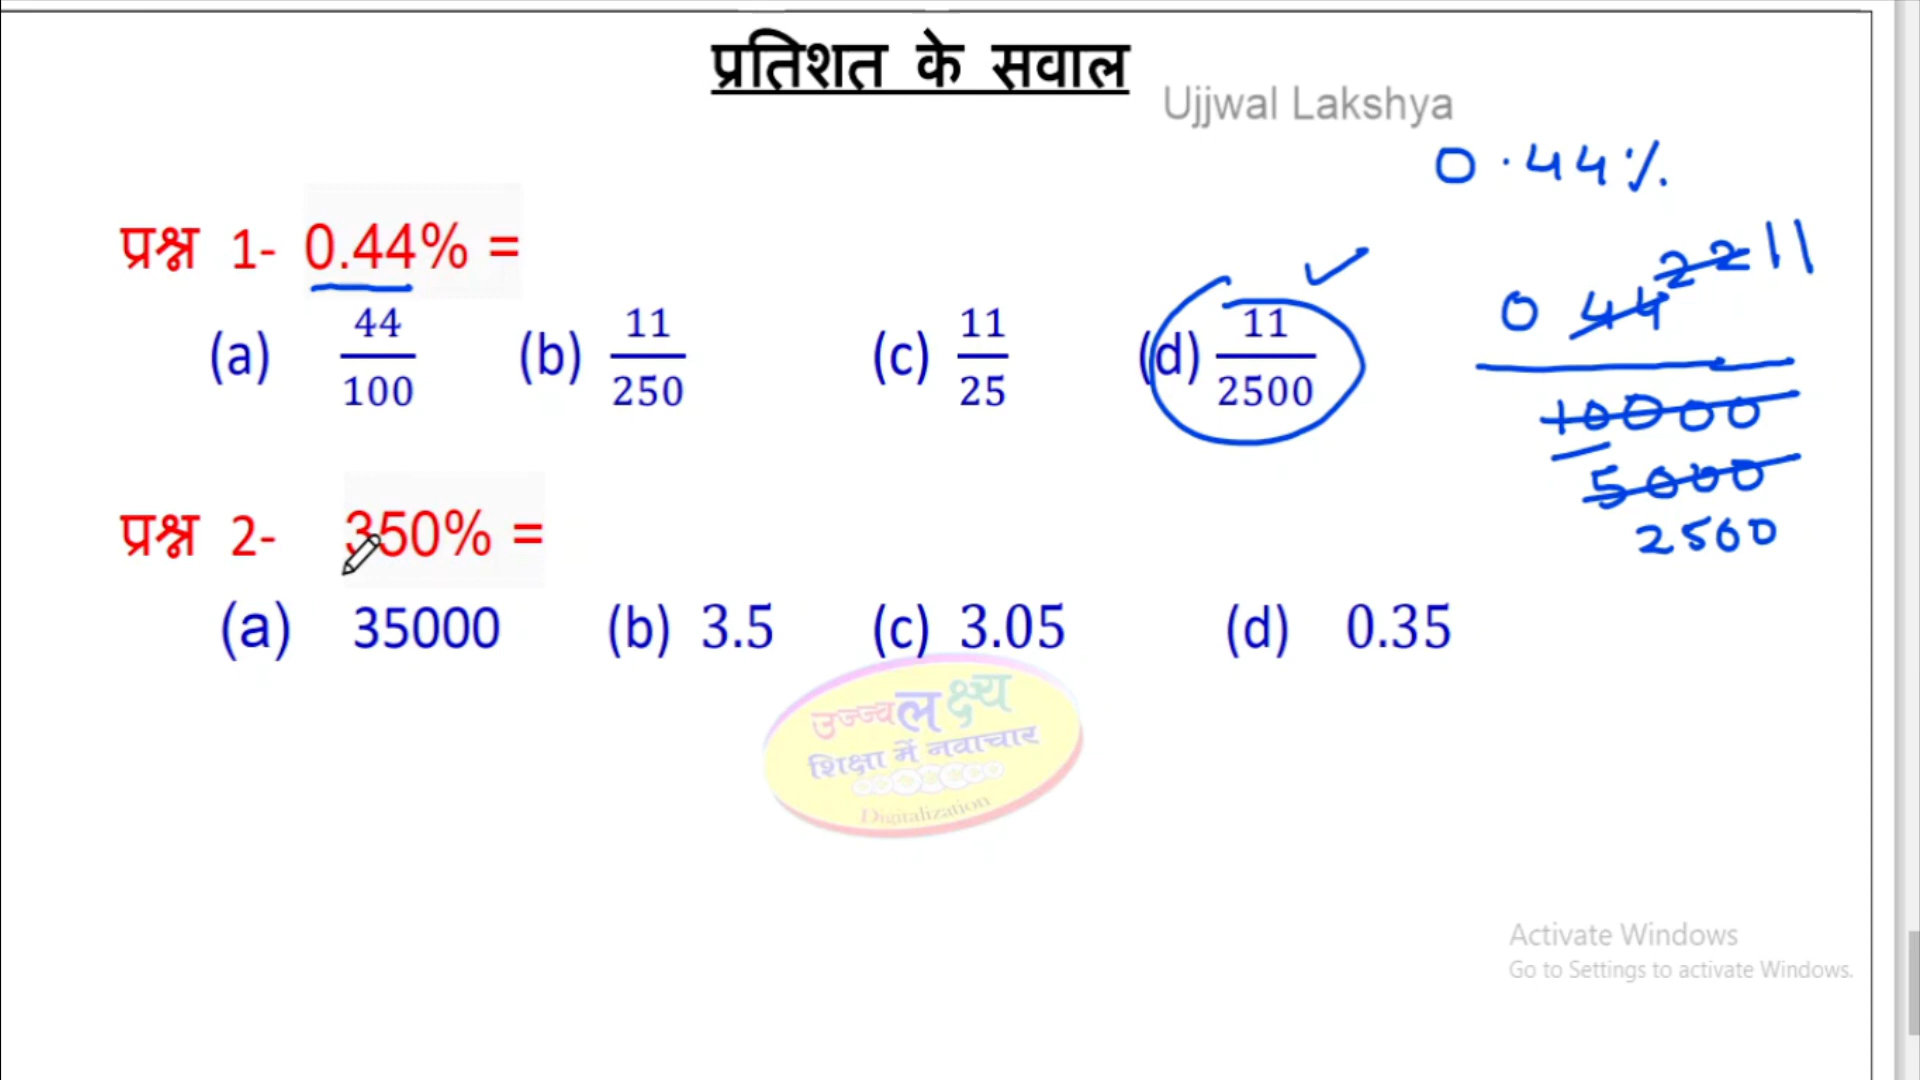 प्रतिशत के सवाल
Ujjwal Lakshya
0.44%
प्रश्न 1- 0.44% =
(a) 44/100 (b) 11/250 (c) 11/25 (d) 11/2500
22 11
0 44
10000
5000
2500
प्रश्न 2- 350% =
(a) 35000 (b) 3.5 (c) 3.05 (d) 0.35
उज्ज्वल लक्ष्य
शिक्षा में नवाचार
Digitalization
Activate Windows
Go to Settings to activate Windows.